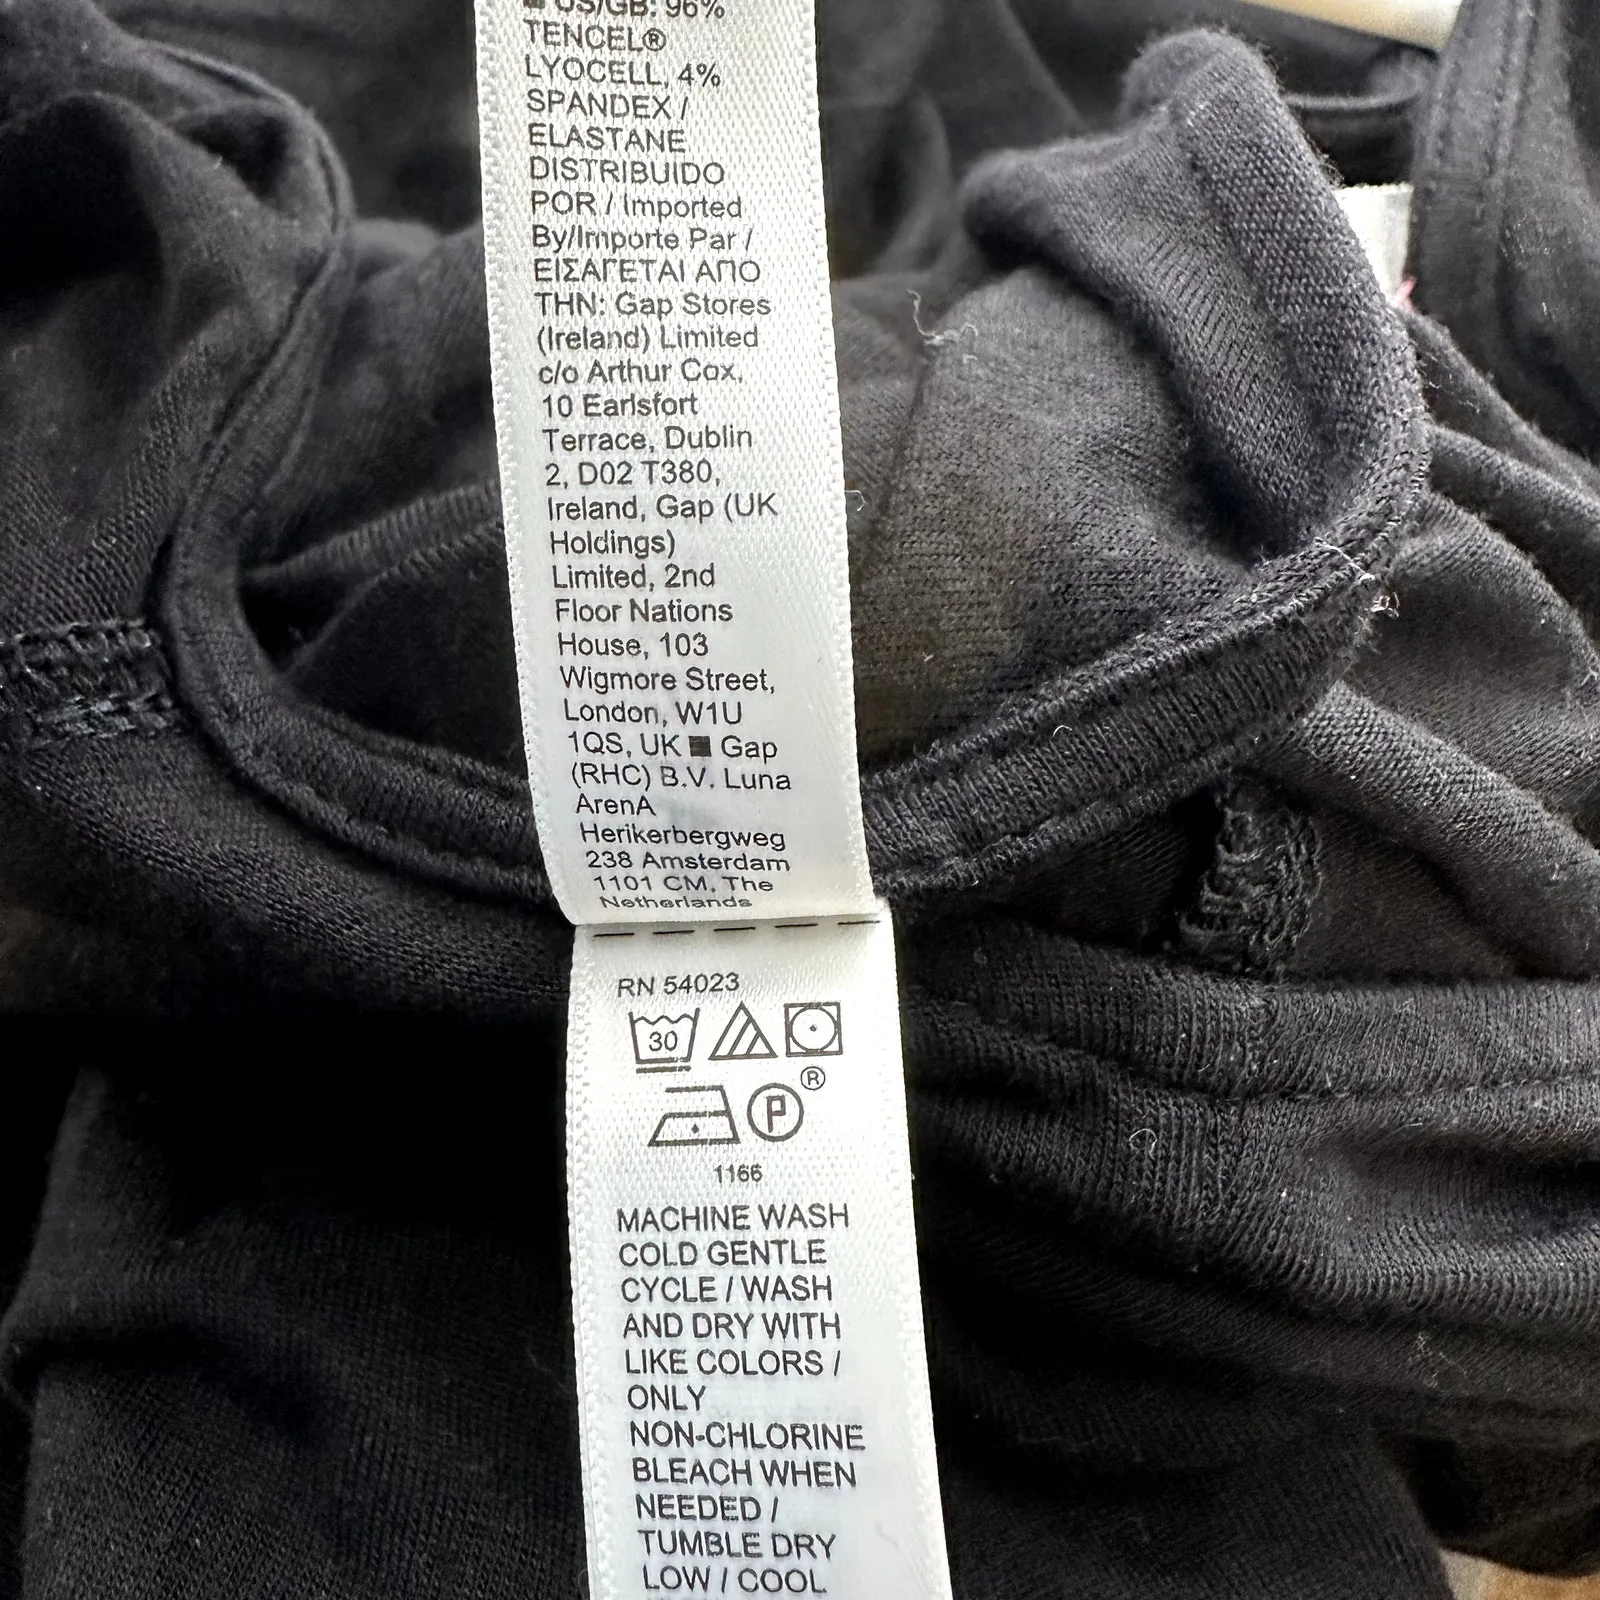 ■ US/GB: 96%
TENCEL®
LYOCELL, 4%
SPANDEX /
ELASTANE
DISTRIBUIDO
POR / Imported
By/Importe Par /
ΕΙΣΑΓΕΤΑΙ ΑΠΟ
ΤΗΝ: Gap Stores
(Ireland) Limited
c/o Arthur Cox,
10 Earlsfort
Terrace, Dublin
2, D02 T380,
Ireland, Gap (UK
Holdings)
Limited, 2nd
Floor Nations
House, 103
Wigmore Street,
London, W1U
1QS, UK ■ Gap
(RHC) B.V. Luna
ArenA
Herikerbergweg
238 Amsterdam
1101 CM, The
Netherlands
RN 54023
30
P ®
1166
MACHINE WASH
COLD GENTLE
CYCLE / WASH
AND DRY WITH
LIKE COLORS /
ONLY
NON-CHLORINE
BLEACH WHEN
NEEDED /
TUMBLE DRY
LOW / COOL